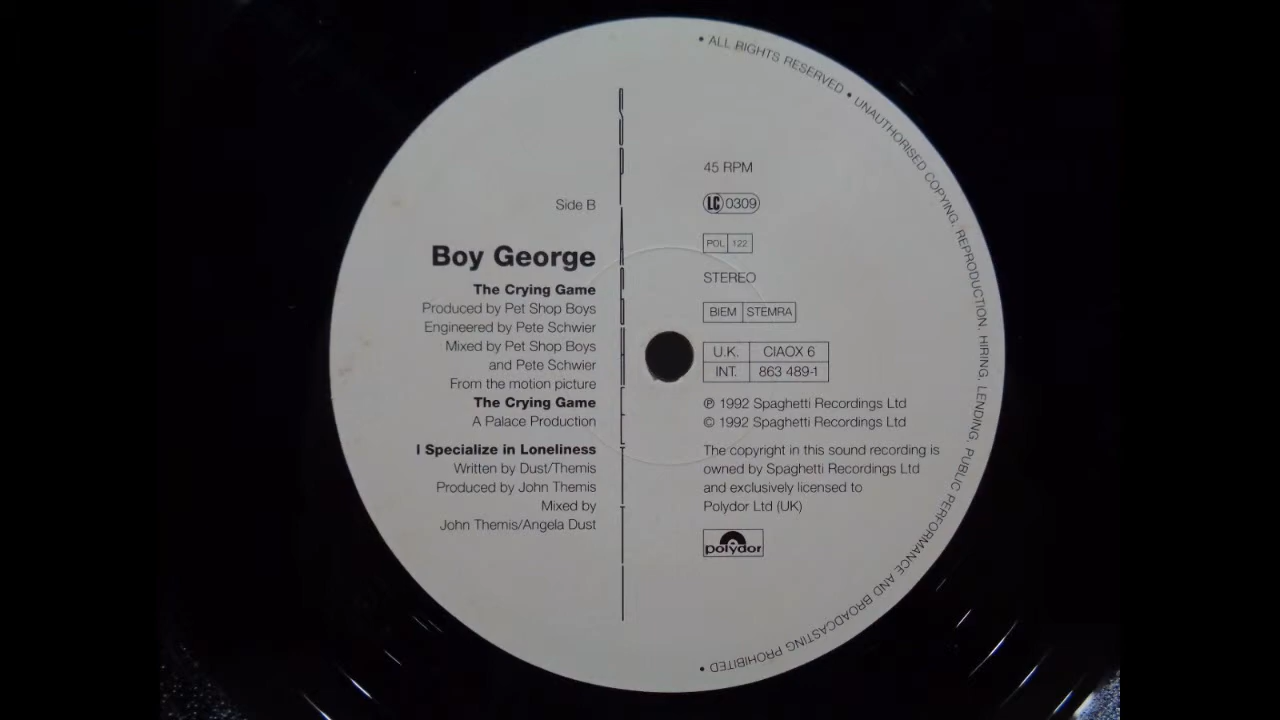 Side B
Boy George
The Crying Game
Produced by Pet Shop Boys
Engineered by Pete Schwier
Mixed by Pet Shop Boys
and Pete Schwier
From the motion picture
The Crying Game
A Palace Production
I Specialize in Loneliness
Written by Dust/Themis
Produced by John Themis
Mixed by
John Themis/Angela Dust
45 RPM
LC 0309
POL 122
STEREO
BIEM STEMRA
U.K. CIAOX 6
INT. 863 489-1
℗ 1992 Spaghetti Recordings Ltd
© 1992 Spaghetti Recordings Ltd
The copyright in this sound recording is
owned by Spaghetti Recordings Ltd
and exclusively licensed to
Polydor Ltd (UK)
polydor
• ALL RIGHTS RESERVED • UNAUTHORISED COPYING, REPRODUCTION, HIRING, LENDING, PUBLIC PERFORMANCE AND BROADCASTING PROHIBITED •